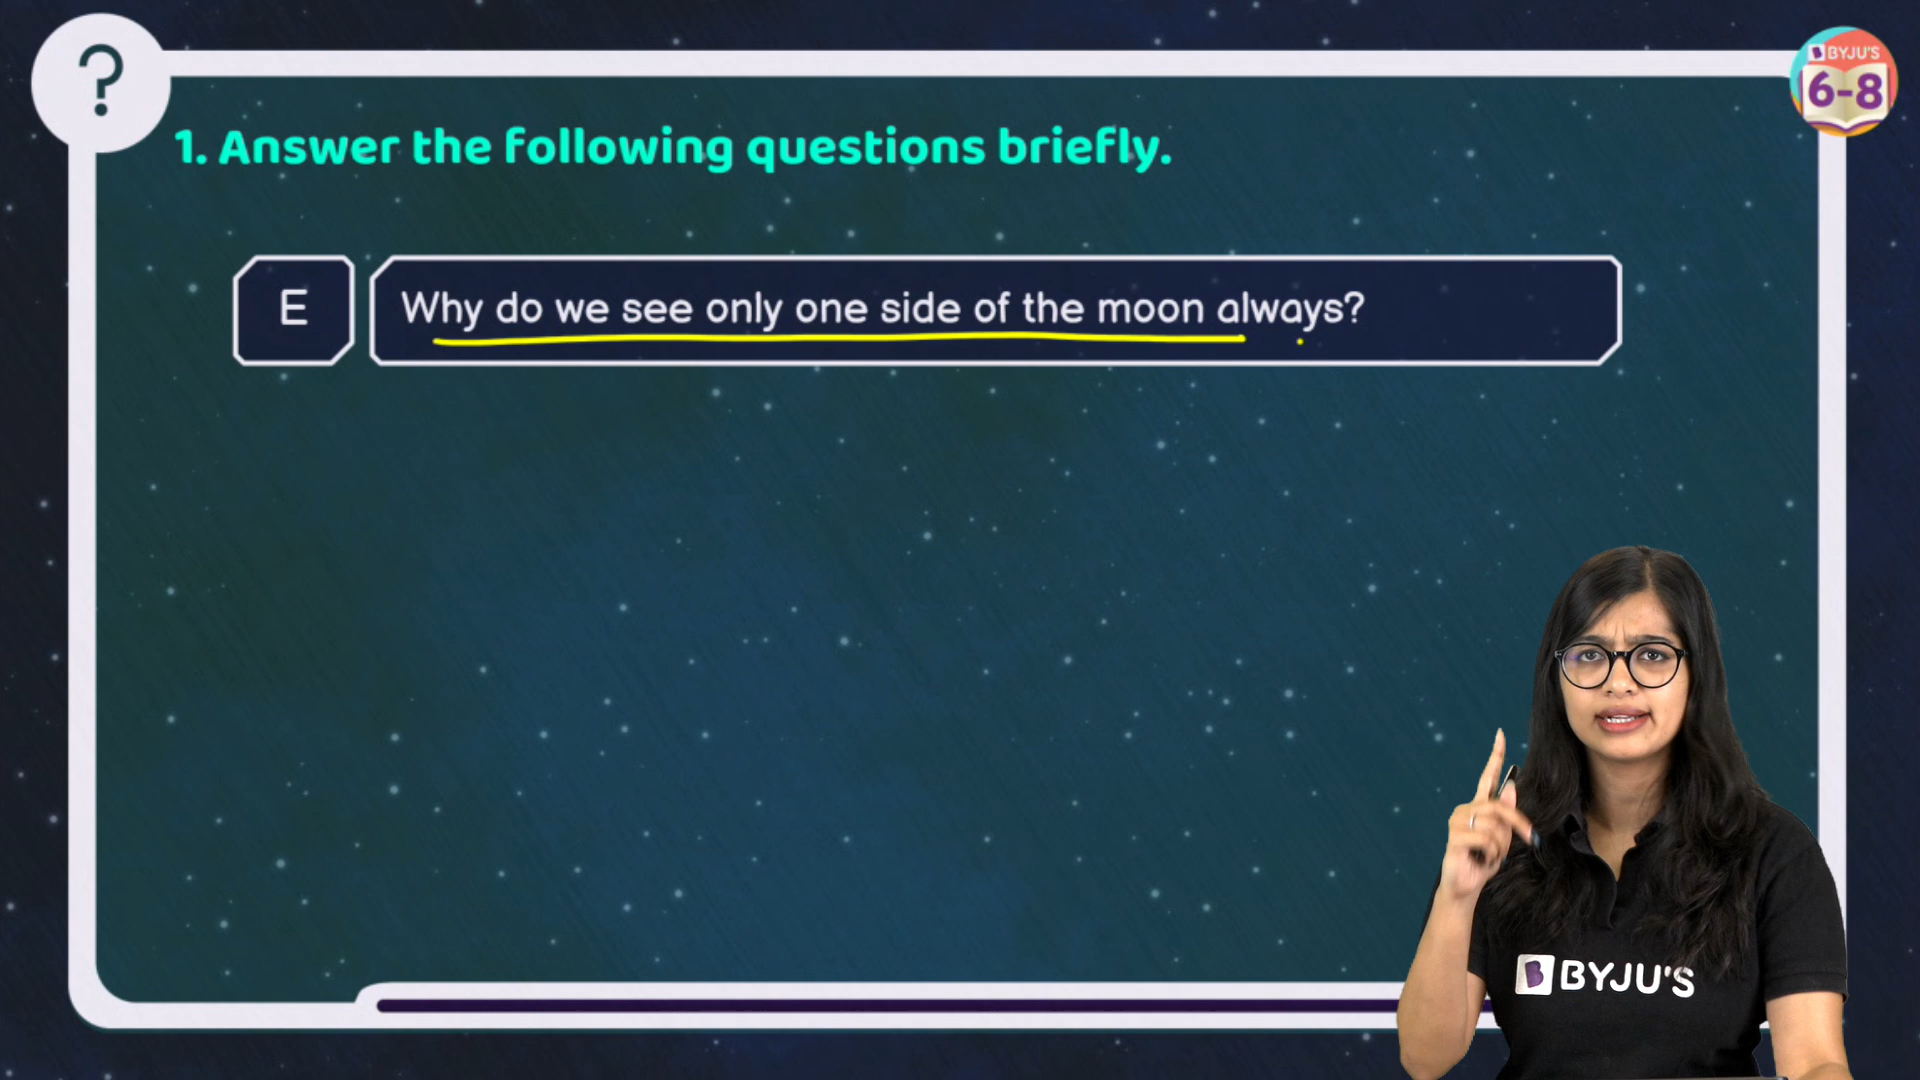 ?
BYJU'S
6-8
1. Answer the following questions briefly.
E
Why do we see only one side of the moon always?
BYJU'S